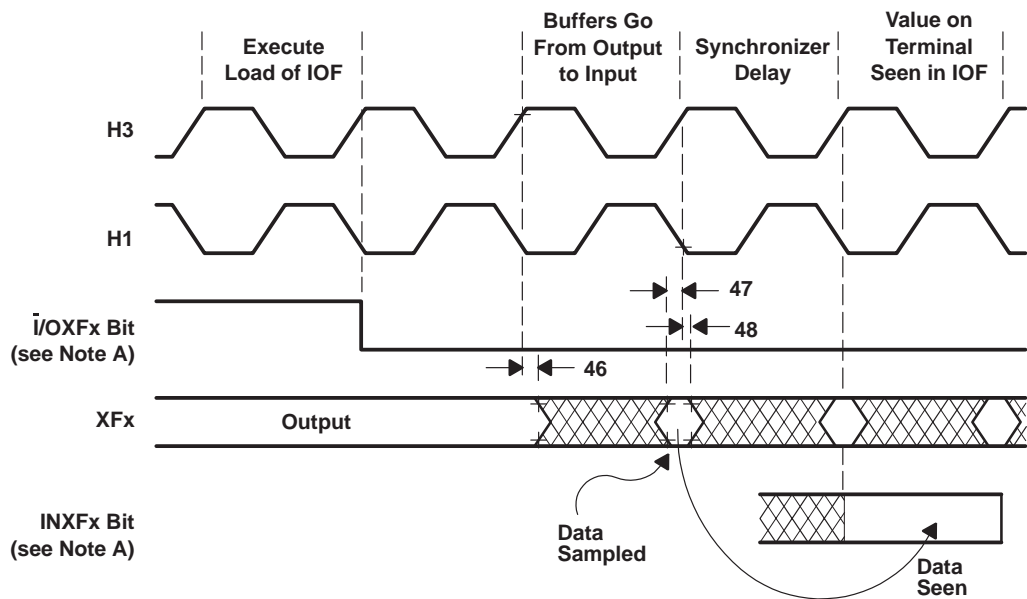 Execute
Load of IOF
Buffers Go
From Output
to Input
Synchronizer
Delay
Value on
Terminal
Seen in IOF
H3
H1
47
48
I̅/OXFx Bit
(see Note A)
46
XFx
Output
INXFx Bit
(see Note A)
Data
Sampled
Data
Seen